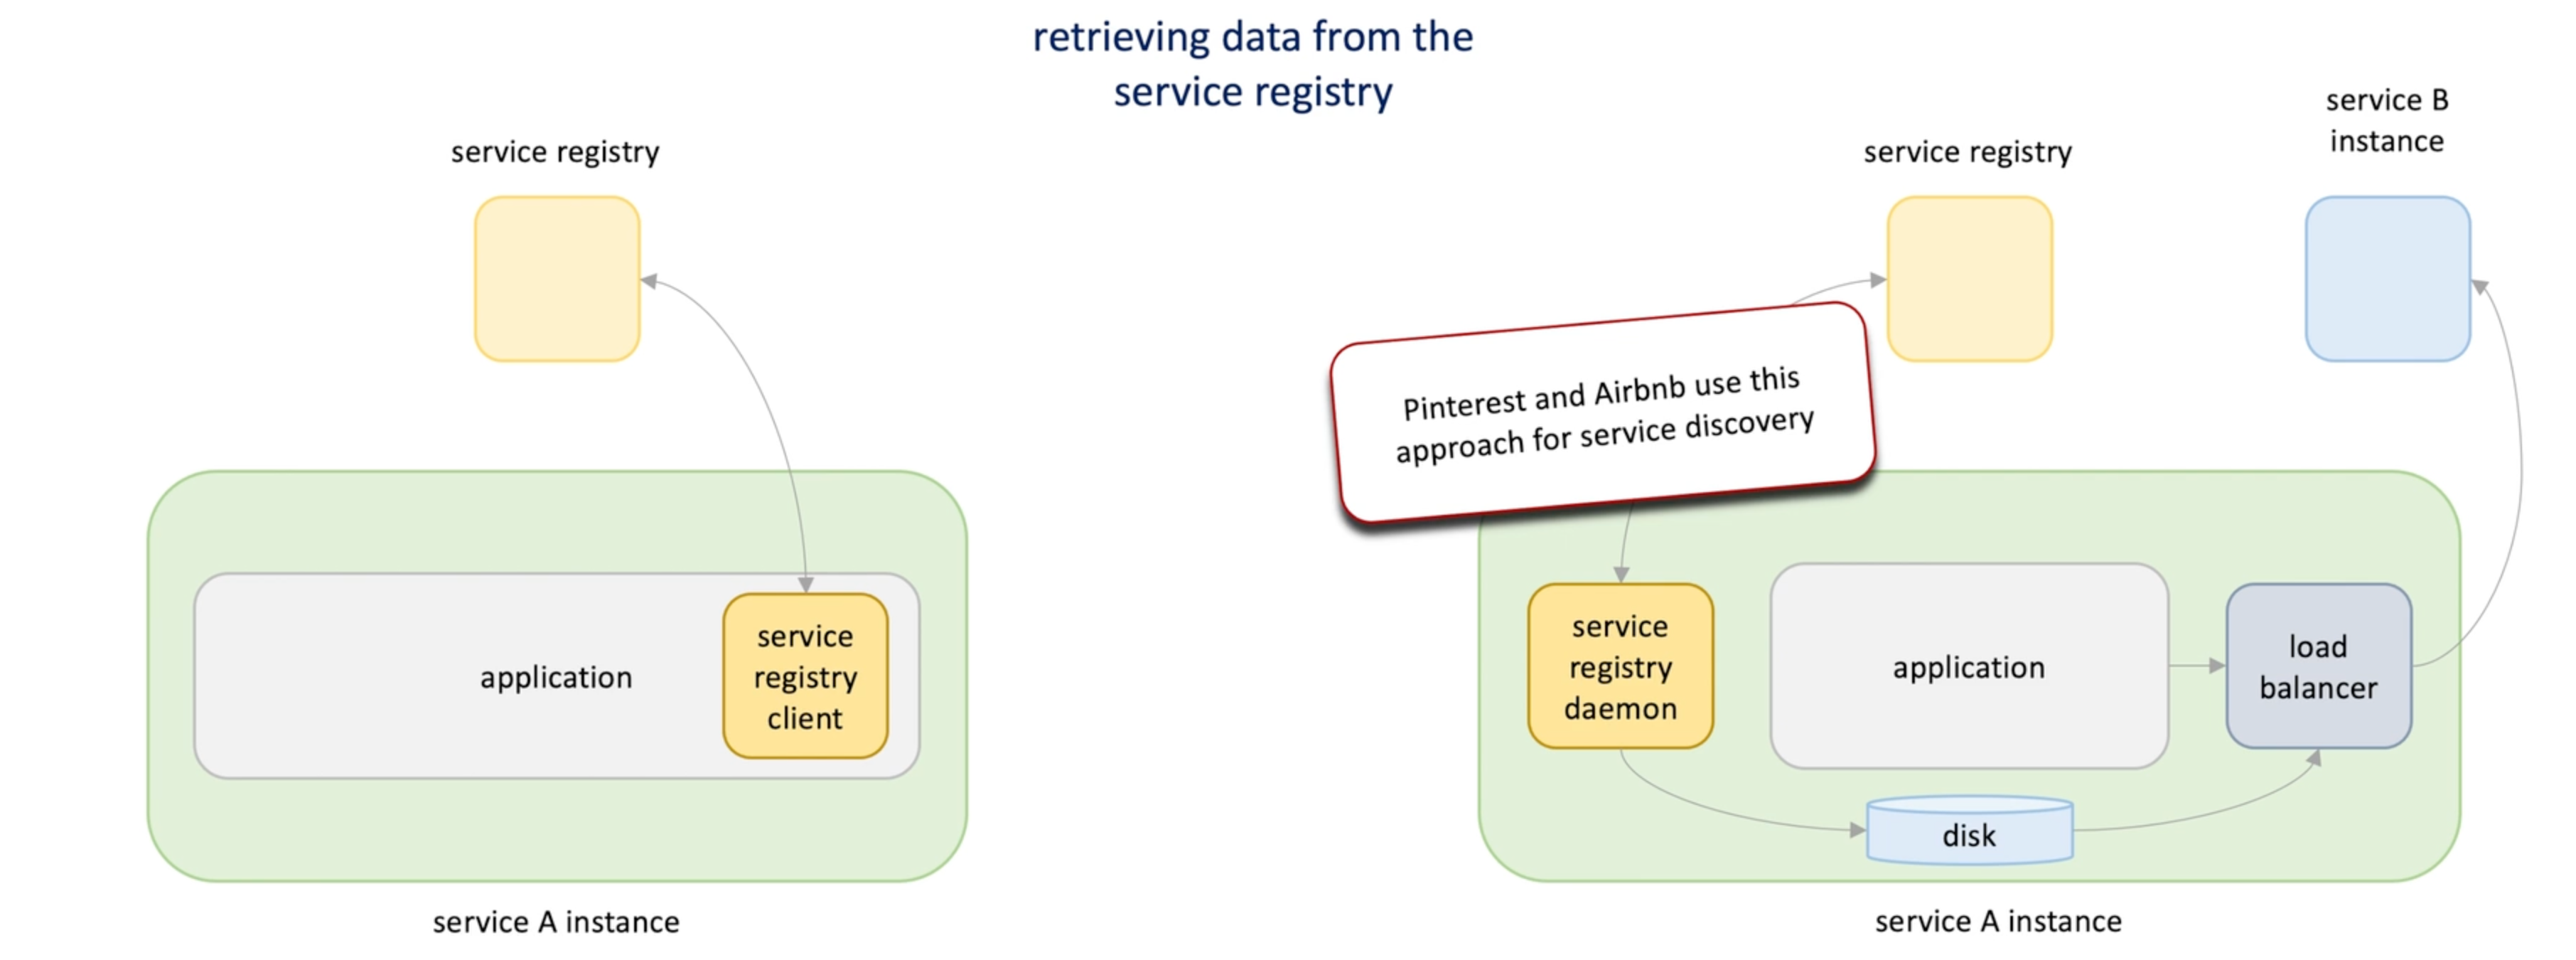 retrieving data from the
service registry
service registry
service
registry
client
application
service A instance
service registry
service B
instance
Pinterest and Airbnb use this
approach for service discovery
service
registry
daemon
application
load
balancer
disk
service A instance